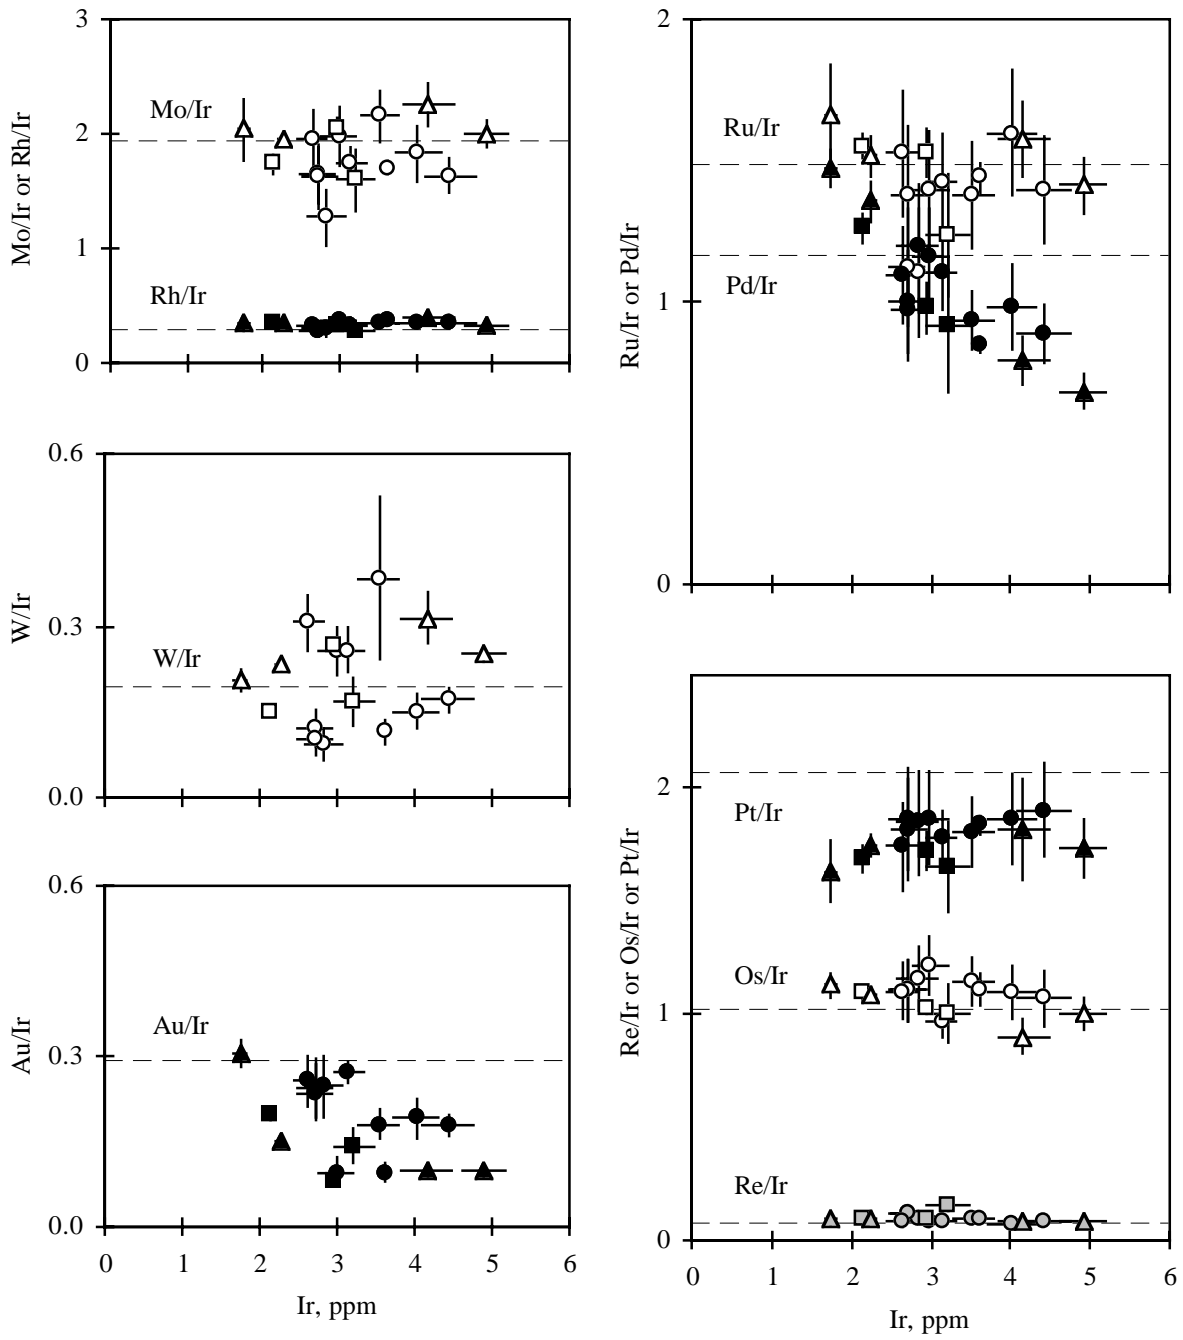 3
2
1
0
Mo/Ir or Rh/Ir
Mo/Ir
Rh/Ir
0.6
0.3
0.0
W/Ir
W/Ir
0.6
0.3
0.0
Au/Ir
Au/Ir
0 1 2 3 4 5 6
Ir, ppm
2
1
0
Ru/Ir or Pd/Ir
Ru/Ir
Pd/Ir
2
1
0
Re/Ir or Os/Ir or Pt/Ir
Pt/Ir
Os/Ir
Re/Ir
0 1 2 3 4 5 6
Ir, ppm